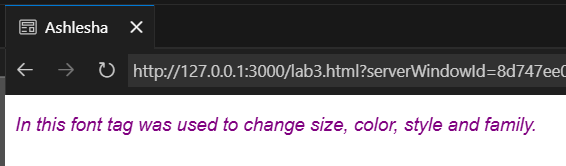 Ashlesha
http://127.0.0.1:3000/lab3.html?serverWindowId=8d747ee
In this font tag was used to change size, color, style and family.